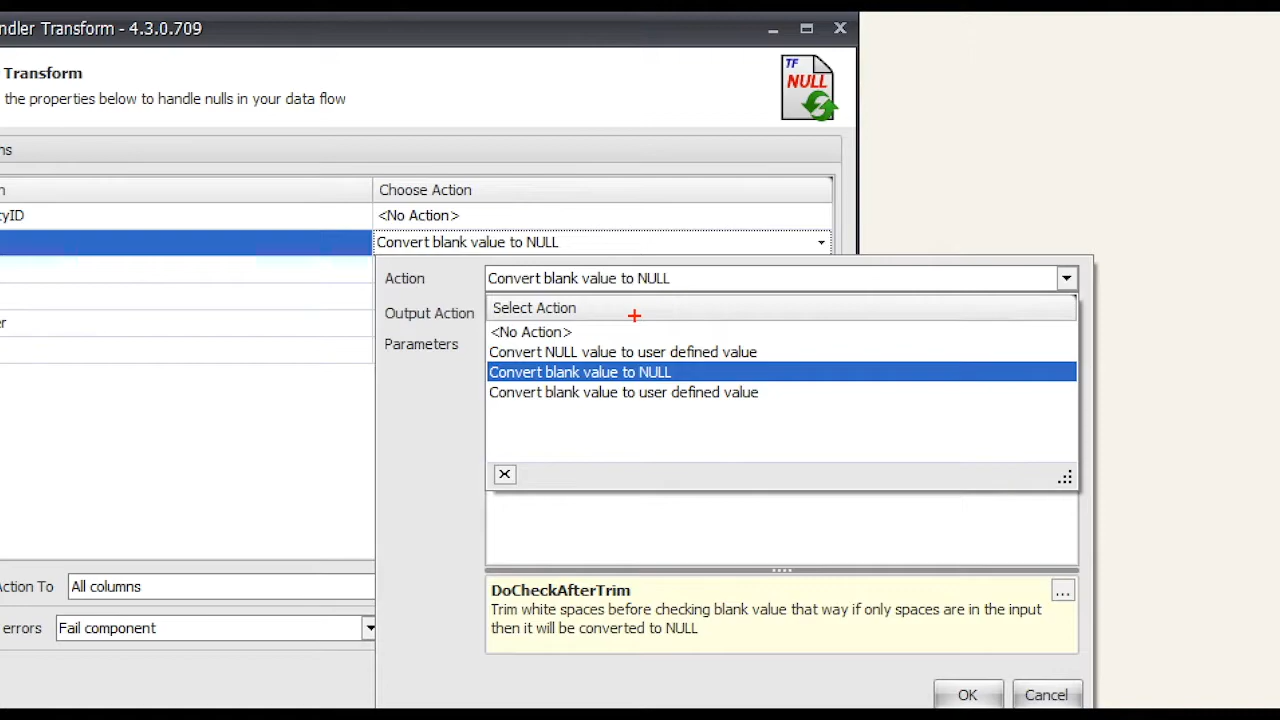 ndler Transform - 4.3.0.709
Transform
the properties below to handle nulls in your data flow
TF
NULL
ns
n
Choose Action
tyID
<No Action>
Convert blank value to NULL
Action
Convert blank value to NULL
Output Action
Select Action
er
Parameters
<No Action>
Convert NULL value to user defined value
Convert blank value to NULL
Convert blank value to user defined value
Action To
All columns
DoCheckAfterTrim
...
Trim white spaces before checking blank value that way if only spaces are in the input
then it will be converted to NULL
errors
Fail component
OK
Cancel